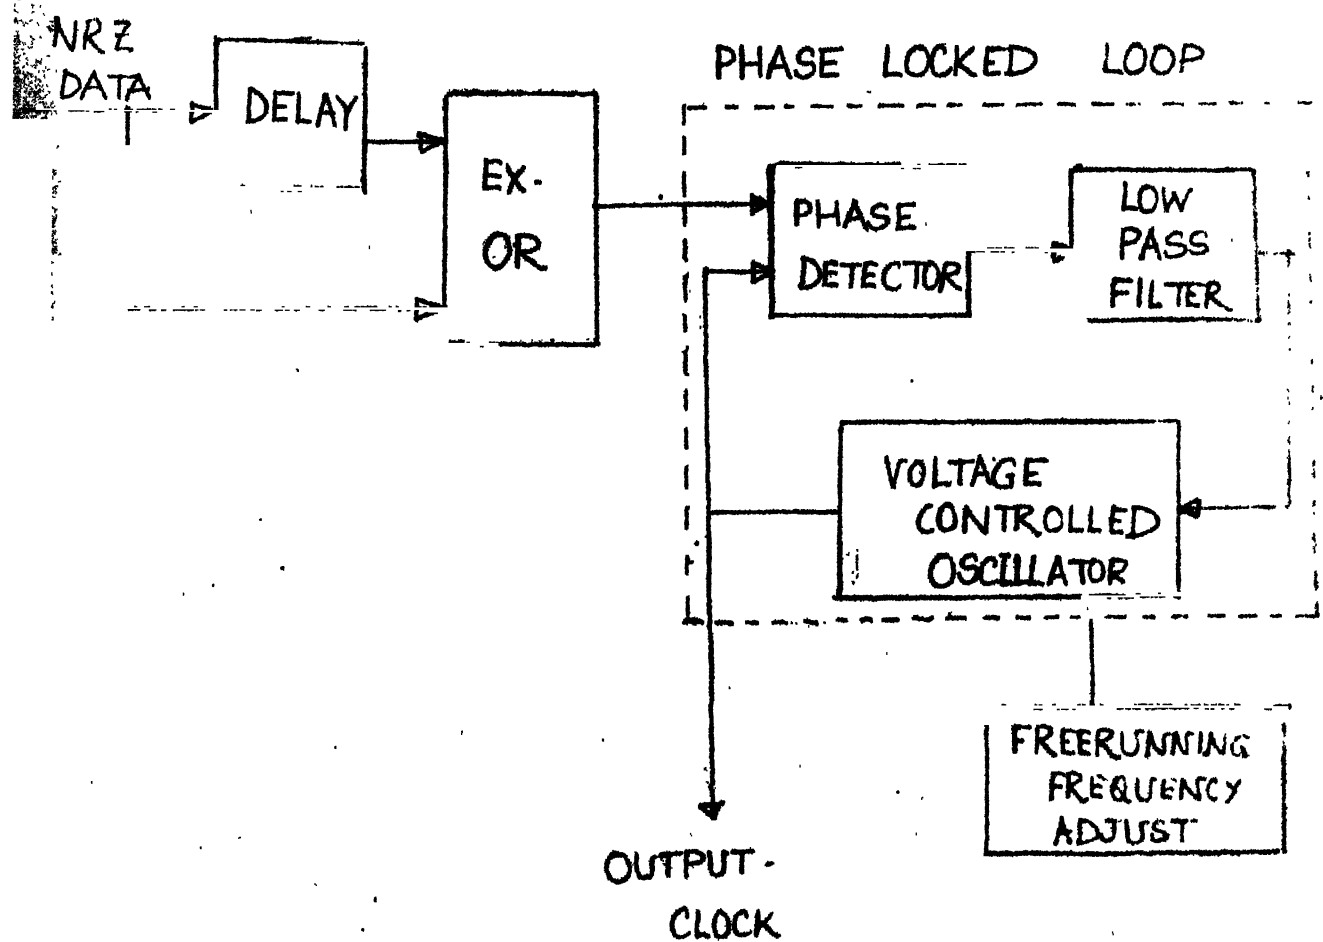 NRZ
DATA
DELAY
EX-
OR
PHASE LOCKED LOOP
PHASE
DETECTOR
LOW
PASS
FILTER
VOLTAGE
CONTROLLED
OSCILLATOR
FREERUNNING
FREQUENCY
ADJUST
OUTPUT-
CLOCK